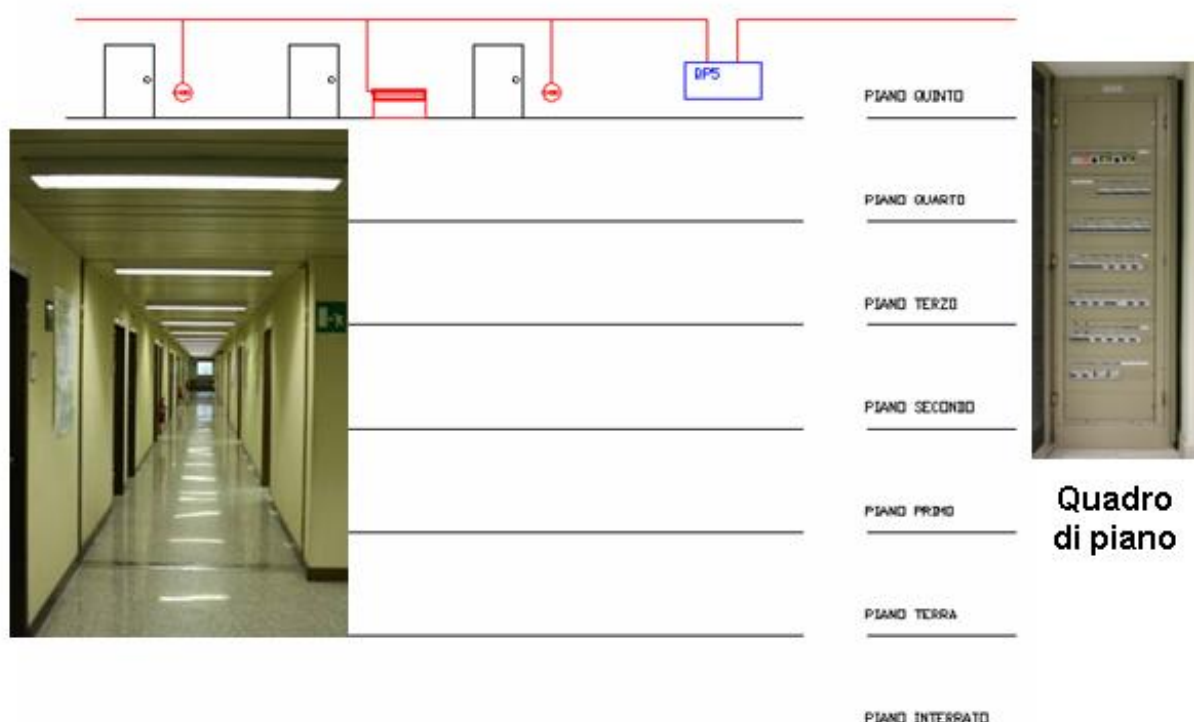 QP5
PIANO QUINTO
PIANO QUARTO
PIANO TERZO
PIANO SECONDO
PIANO PRIMO
PIANO TERRA
PIANO INTERRATO
Quadro
di piano